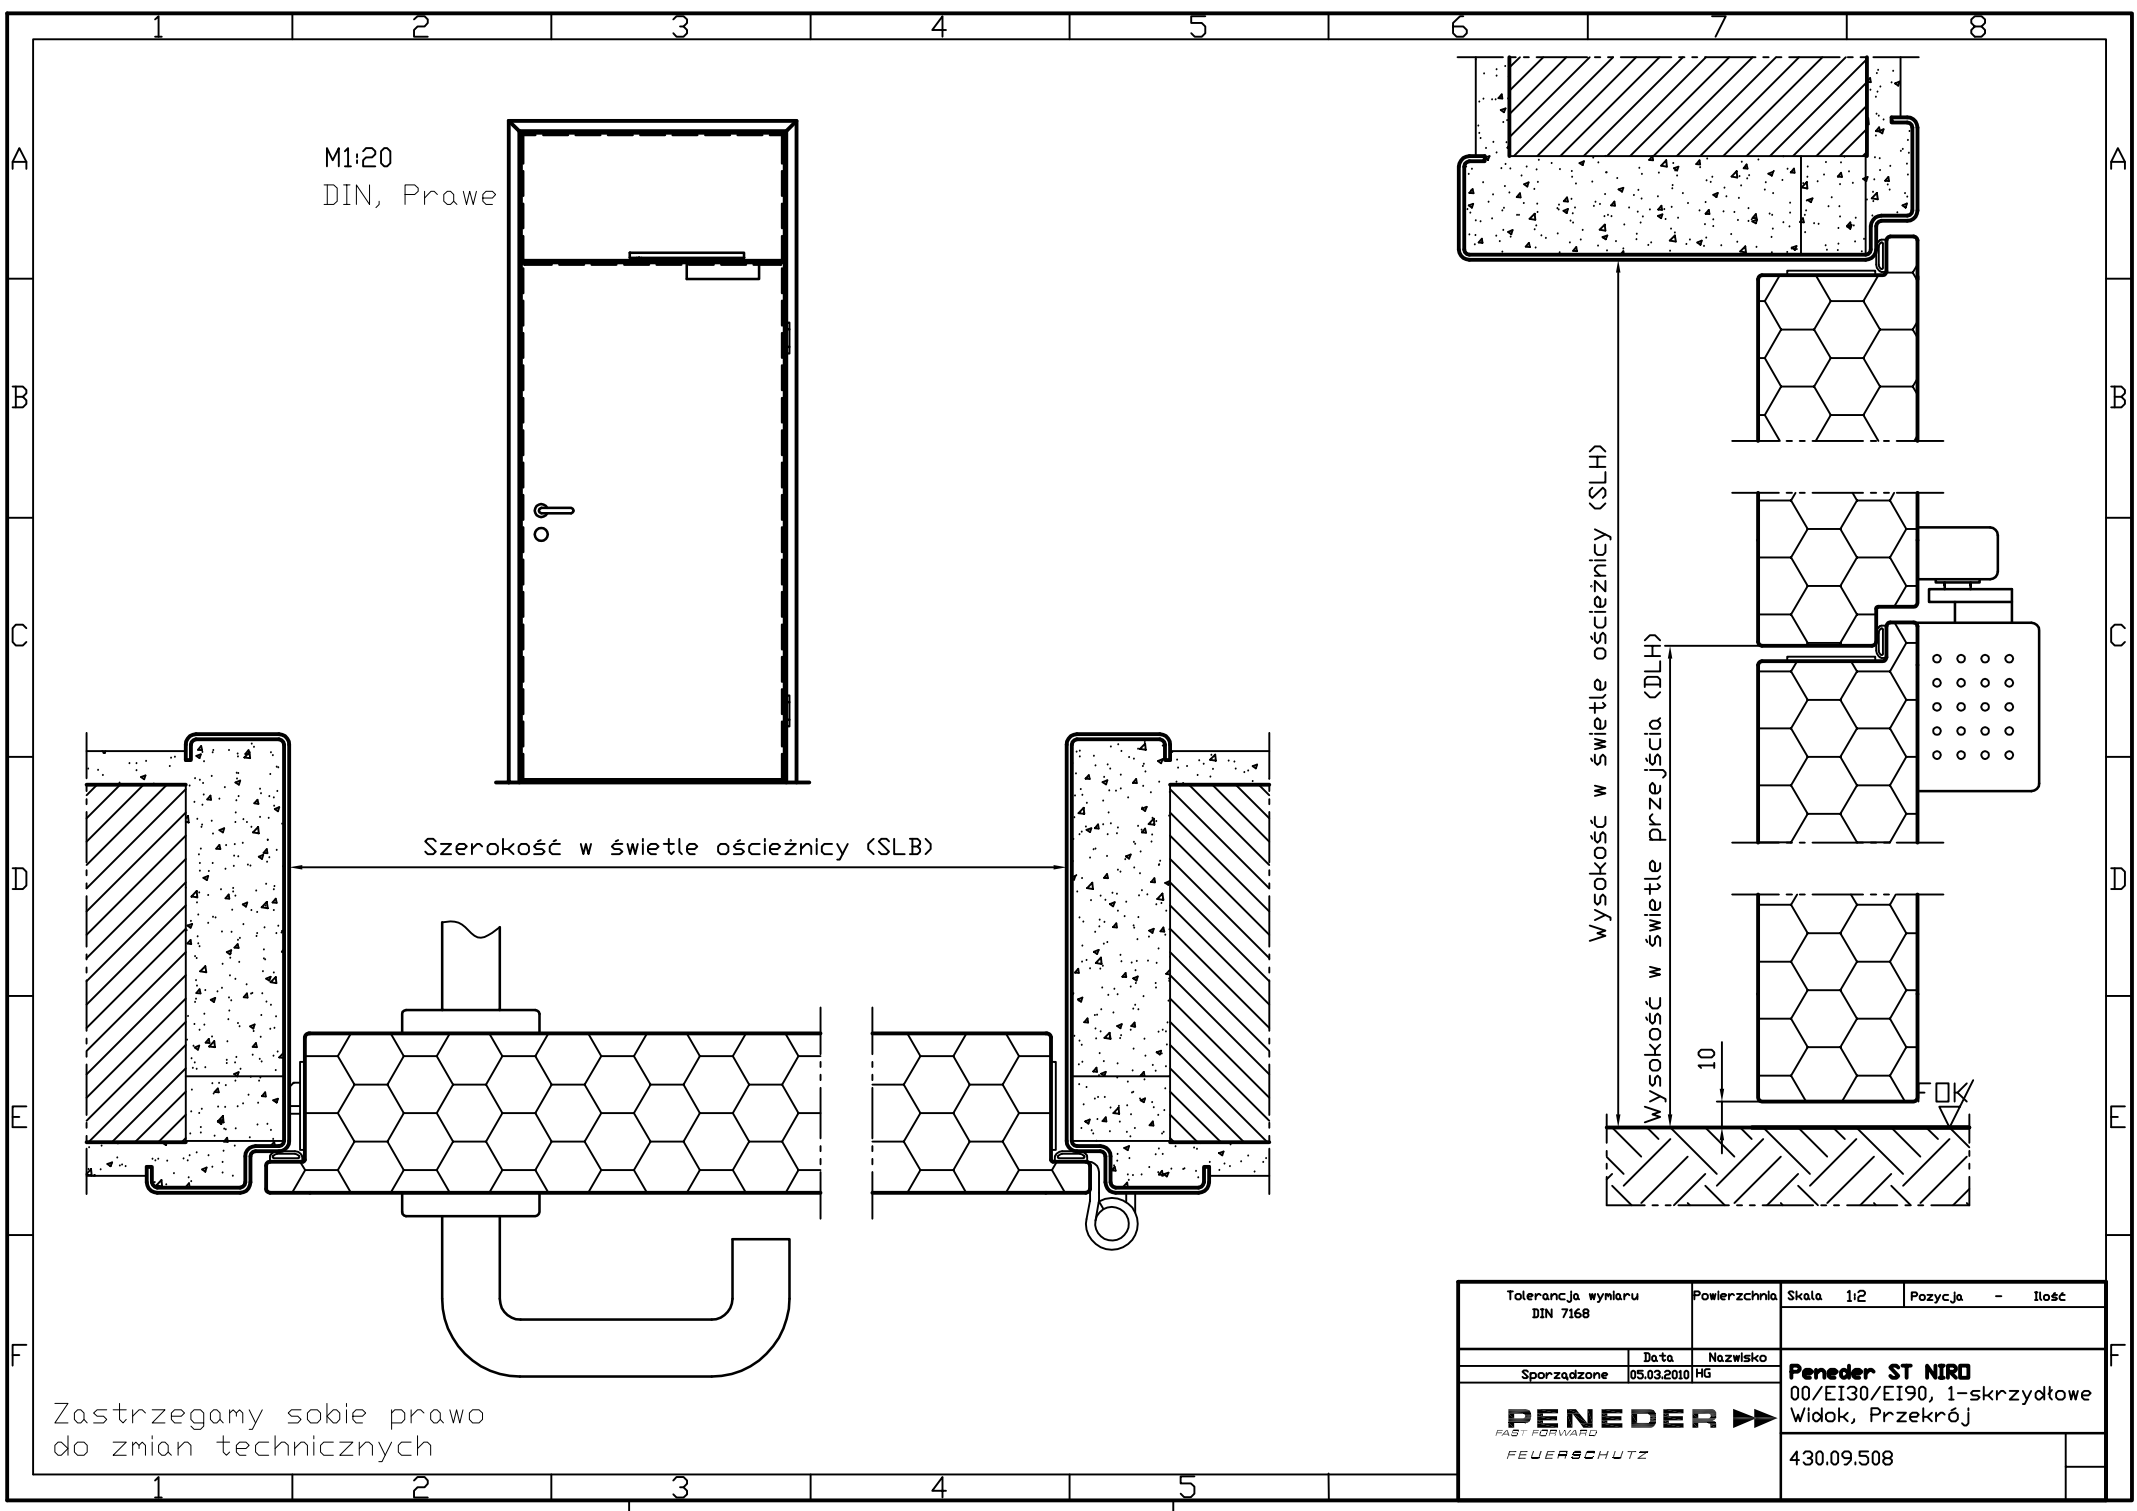 1 2 3 4 5 6 7 8
A A
M1:20
DIN, Prawe
B B
Wysokość w świetle ościeżnicy (SLH)
C C
Wysokość w świetle przejścia (DLH)
Szerokość w świetle ościeżnicy (SLB)
D D
10
FOK
E E
Tolerancja wymiaru
DIN 7168
Powierzchnia
Skala 1:2
Pozycja - Ilość
F F
Data Nazwisko
Sporządzone 05.03.2010 HG
Peneder ST NIRO
00/EI30/EI90, 1-skrzydłowe
Widok, Przekrój
PENEDER
FAST FORWARD
FEUERSCHUTZ
430.09.508
Zastrzegamy sobie prawo
do zmian technicznych
1 2 3 4 5